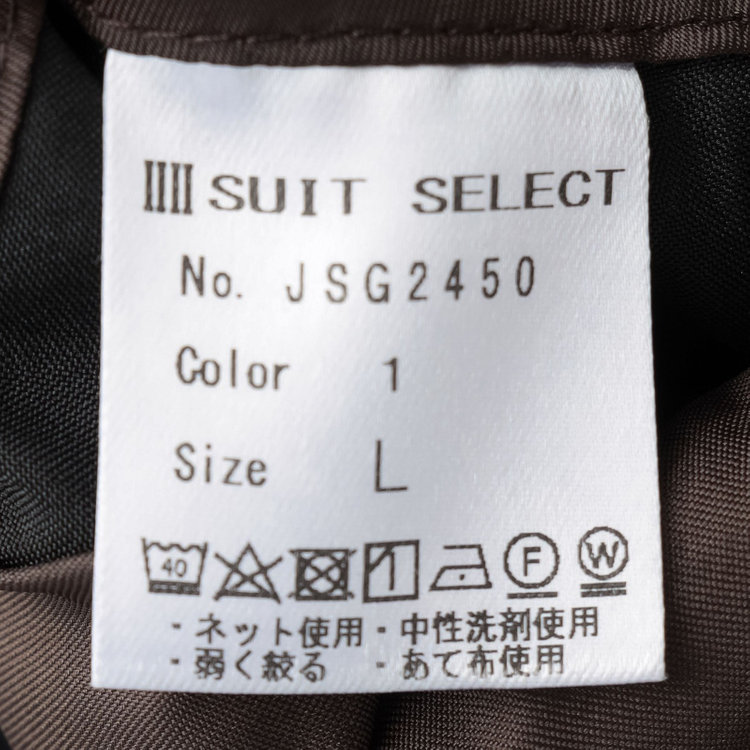 SUIT SELECT
No. JSG2450
Color 1
Size L
40 F W
・ネット使用・中性洗剤使用
・弱く絞る ・あて布使用